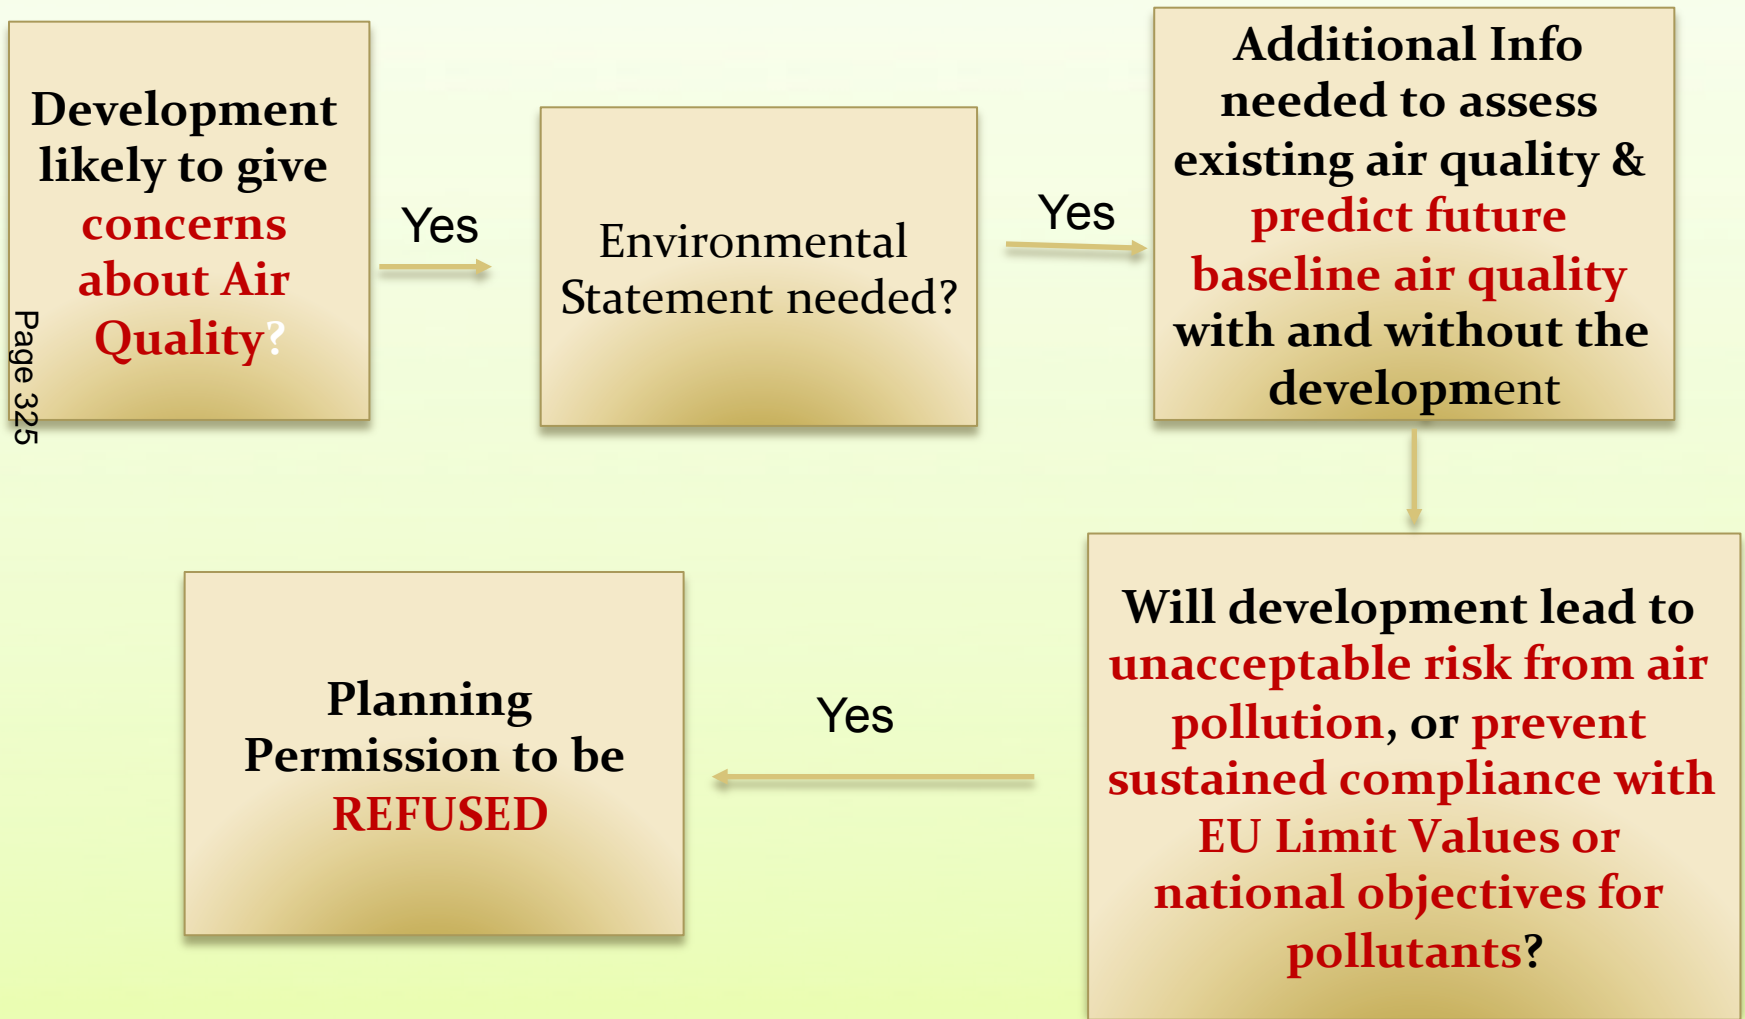 Development
likely to give
concerns
about Air
Quality?
Yes
Environmental
Statement needed?
Yes
Additional Info
needed to assess
existing air quality &
predict future
baseline air quality
with and without the
development
Page 325
Will development lead to
unacceptable risk from air
pollution, or prevent
sustained compliance with
EU Limit Values or
national objectives for
pollutants?
Yes
Planning
Permission to be
REFUSED